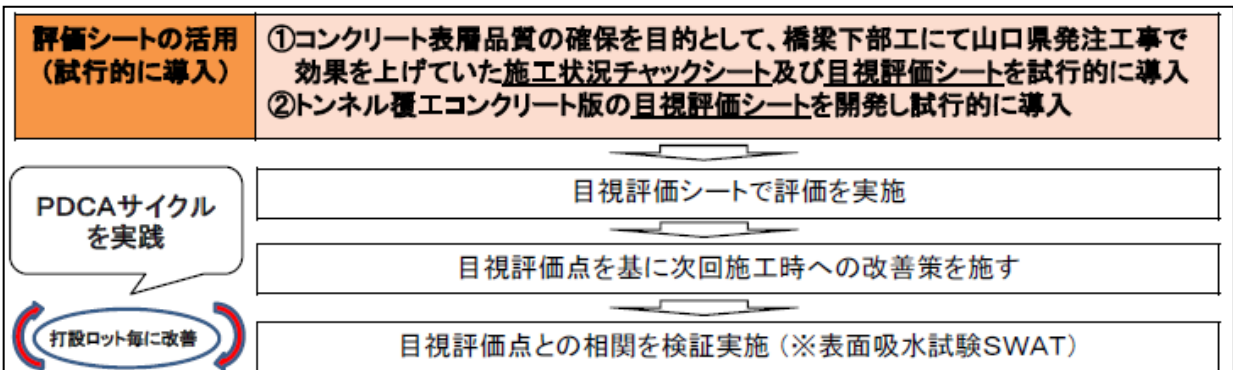 評価シートの活用
(試行的に導入)
①コンクリート表層品質の確保を目的として、橋梁下部工にて山口県発注工事で
効果を上げていた施工状況チャックシート及び目視評価シートを試行的に導入
②トンネル覆工コンクリート版の目視評価シートを開発し試行的に導入
目視評価シートで評価を実施
PDCAサイクル
を実践
目視評価点を基に次回施工時への改善策を施す
打設ロット毎に改善
目視評価点との相関を検証実施(※表面吸水試験SWAT)